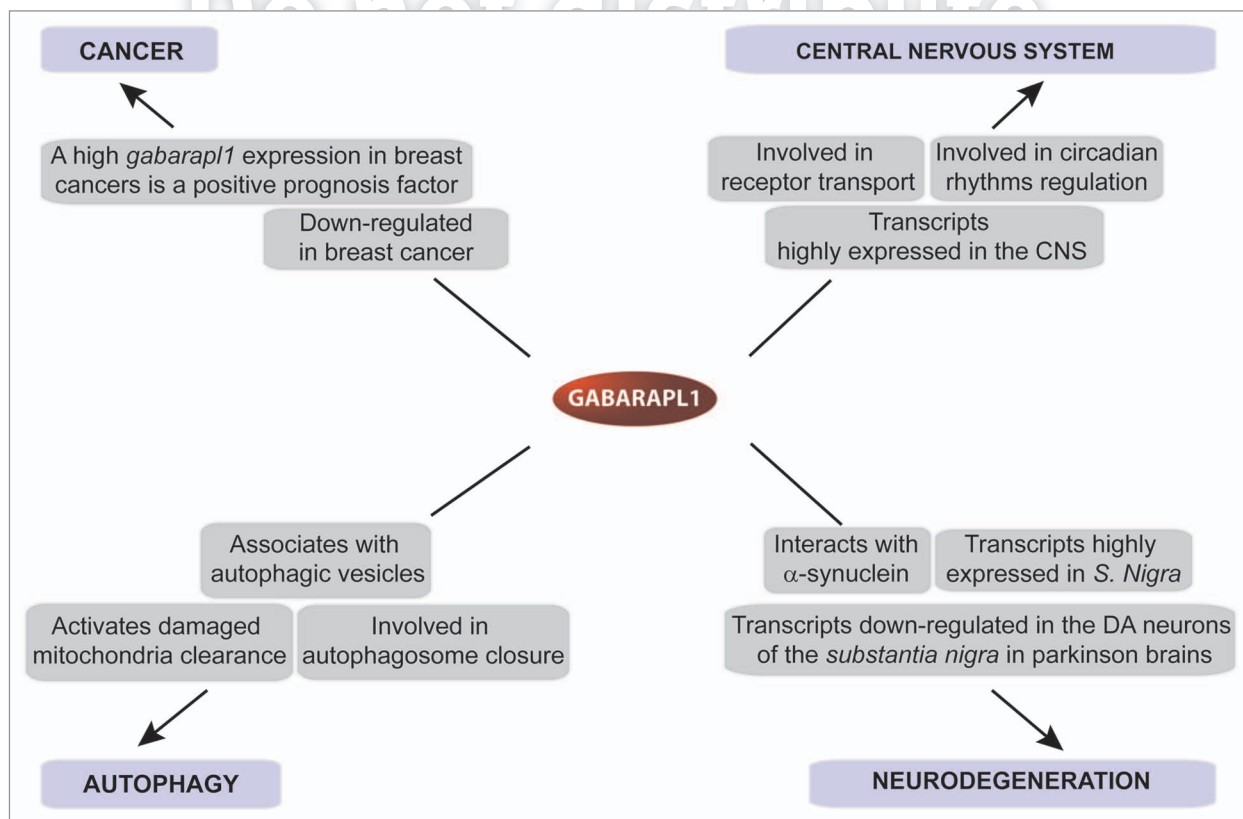 Do not distribute
CANCER
A high gabarapl1 expression in breast
cancers is a positive prognosis factor
Down-regulated
in breast cancer
CENTRAL NERVOUS SYSTEM
Involved in
receptor transport
Involved in circadian
rhythms regulation
Transcripts
highly expressed in the CNS
GABARAPL1
Associates with
autophagic vesicles
Activates damaged
mitochondria clearance
Involved in
autophagosome closure
AUTOPHAGY
Interacts with
α-synuclein
Transcripts highly
expressed in S. Nigra
Transcripts down-regulated in the DA neurons
of the substantia nigra in parkinson brains
NEURODEGENERATION